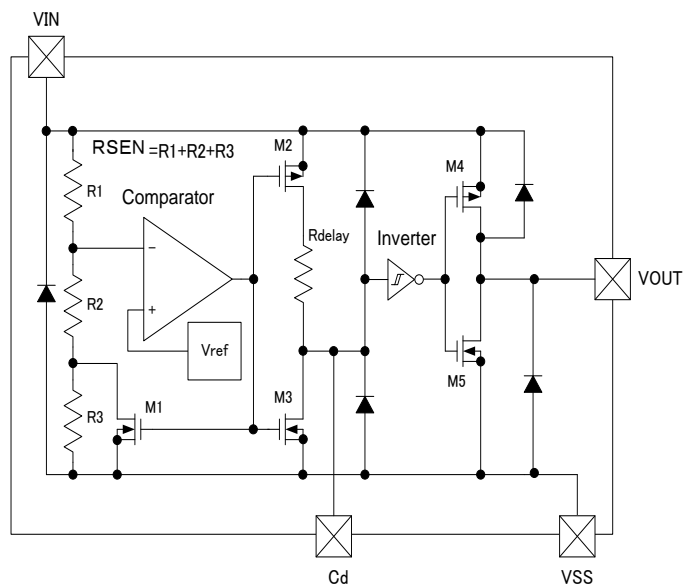 VIN
RSEN =R1+R2+R3
M2
M4
R1
Comparator
Rdelay
Inverter
−
R2
+
Vref
VOUT
M5
R3
M1
M3
Cd
VSS